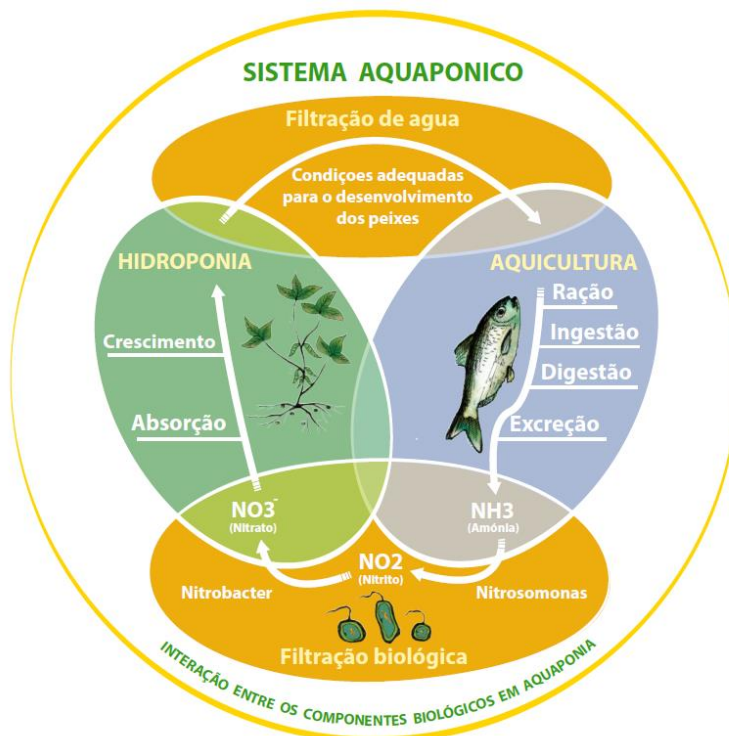 SISTEMA AQUAPONICO
Filtração de agua
Condiçoes adequadas
para o desenvolvimento
dos peixes
HIDROPONIA
Crescimento
Absorção
AQUICULTURA
Ração
Ingestão
Digestão
Excreção
NO3-
(Nitrato)
NH3
(Amónia)
NO2
(Nitrito)
Nitrobacter
Nitrosomonas
Filtração biológica
INTERAÇÃO ENTRE OS COMPONENTES BIOLÓGICOS EM AQUAPONIA